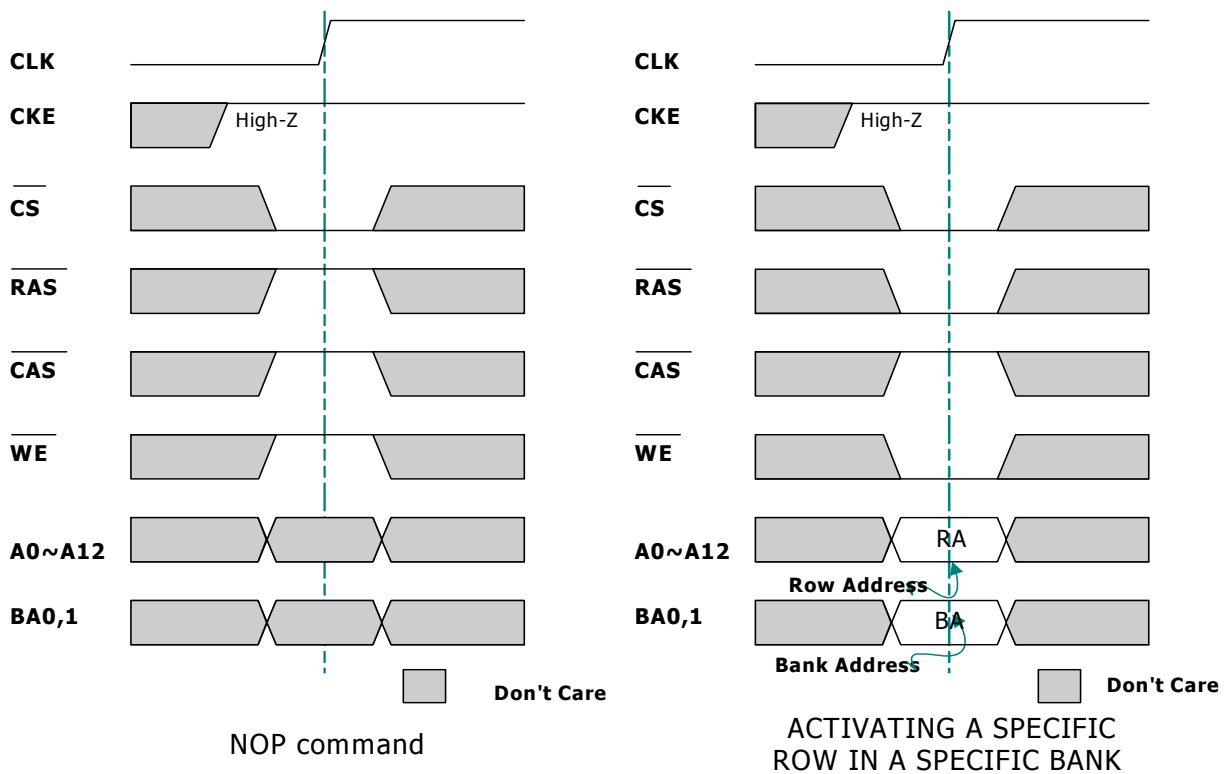 CLK
CKE
High-Z
CS
RAS
CAS
WE
A0~A12
BA0,1
Don't Care
NOP command
CLK
CKE
High-Z
CS
RAS
CAS
WE
A0~A12
RA
Row Address
BA0,1
BA
Bank Address
Don't Care
ACTIVATING A SPECIFIC
ROW IN A SPECIFIC BANK